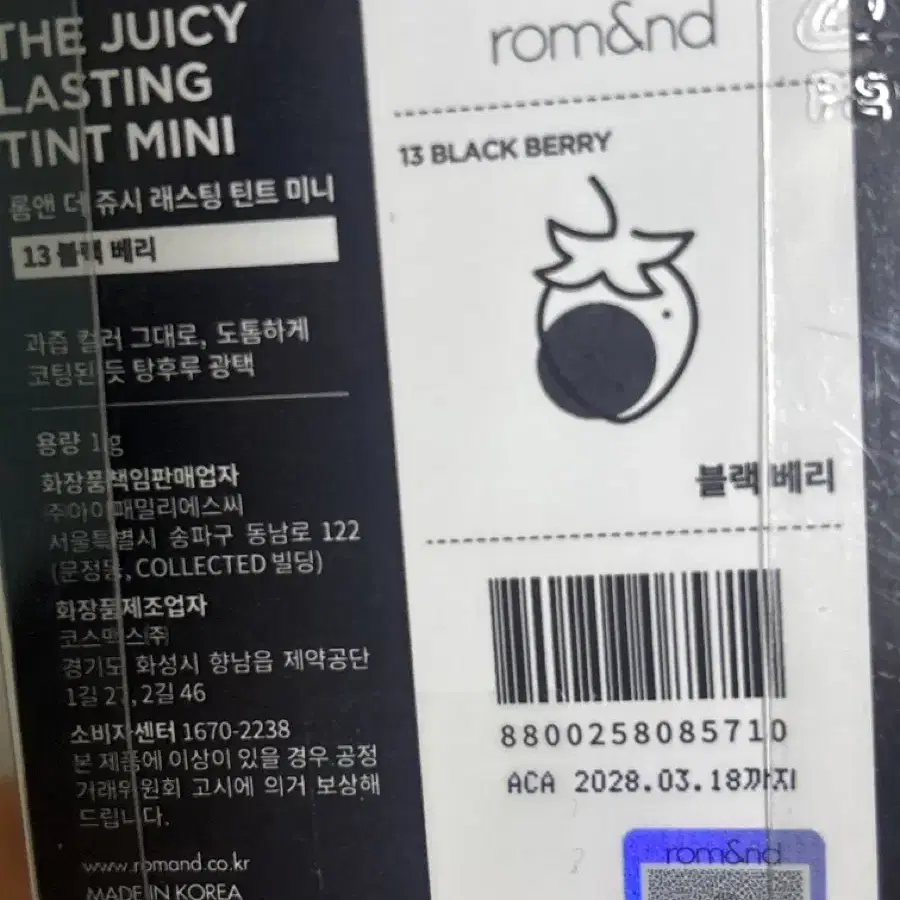 THE JUICY
LASTING
TINT MINI
롬앤 더 쥬시 래스팅 틴트 미니
13 블랙 베리
과즙 컬러 그대로, 도톰하게
코팅된 듯 탕후루 광택
용량 1 g
화장품책임판매업자
㈜아이패밀리에스씨
서울특별시 송파구 동남로 122
(문정동, COLLECTED 빌딩)
화장품제조업자
코스맥스㈜
경기도 화성시 향남읍 제약공단
1길 27, 2길 46
소비자센터 1670-2238
본 제품에 이상이 있을 경우 공정
거래위원회 고시에 의거 보상해
드립니다.
www.romand.co.kr
MADE IN KOREA
rom&nd
13 BLACK BERRY
블랙 베리
8800258085710
ACA 2028.03.18까지
rom&nd